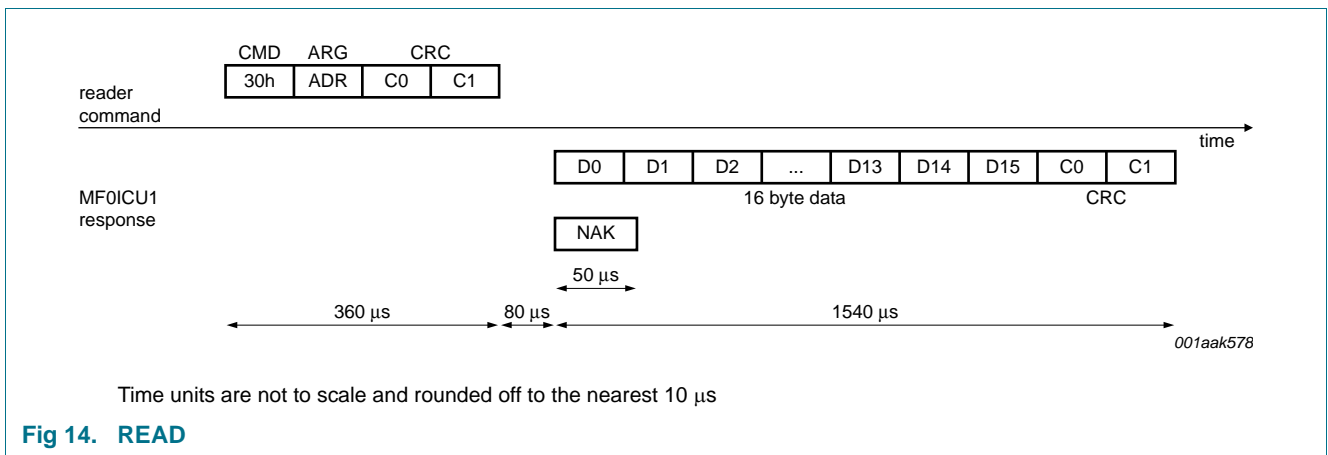 CMD ARG CRC
30h ADR C0 C1
reader
command
time
D0 D1 D2 ... D13 D14 D15 C0 C1
MF0ICU1
response
16 byte data CRC
NAK
50 μs
360 μs 80 μs 1540 μs
001aak578
Time units are not to scale and rounded off to the nearest 10 μs
Fig 14. READ